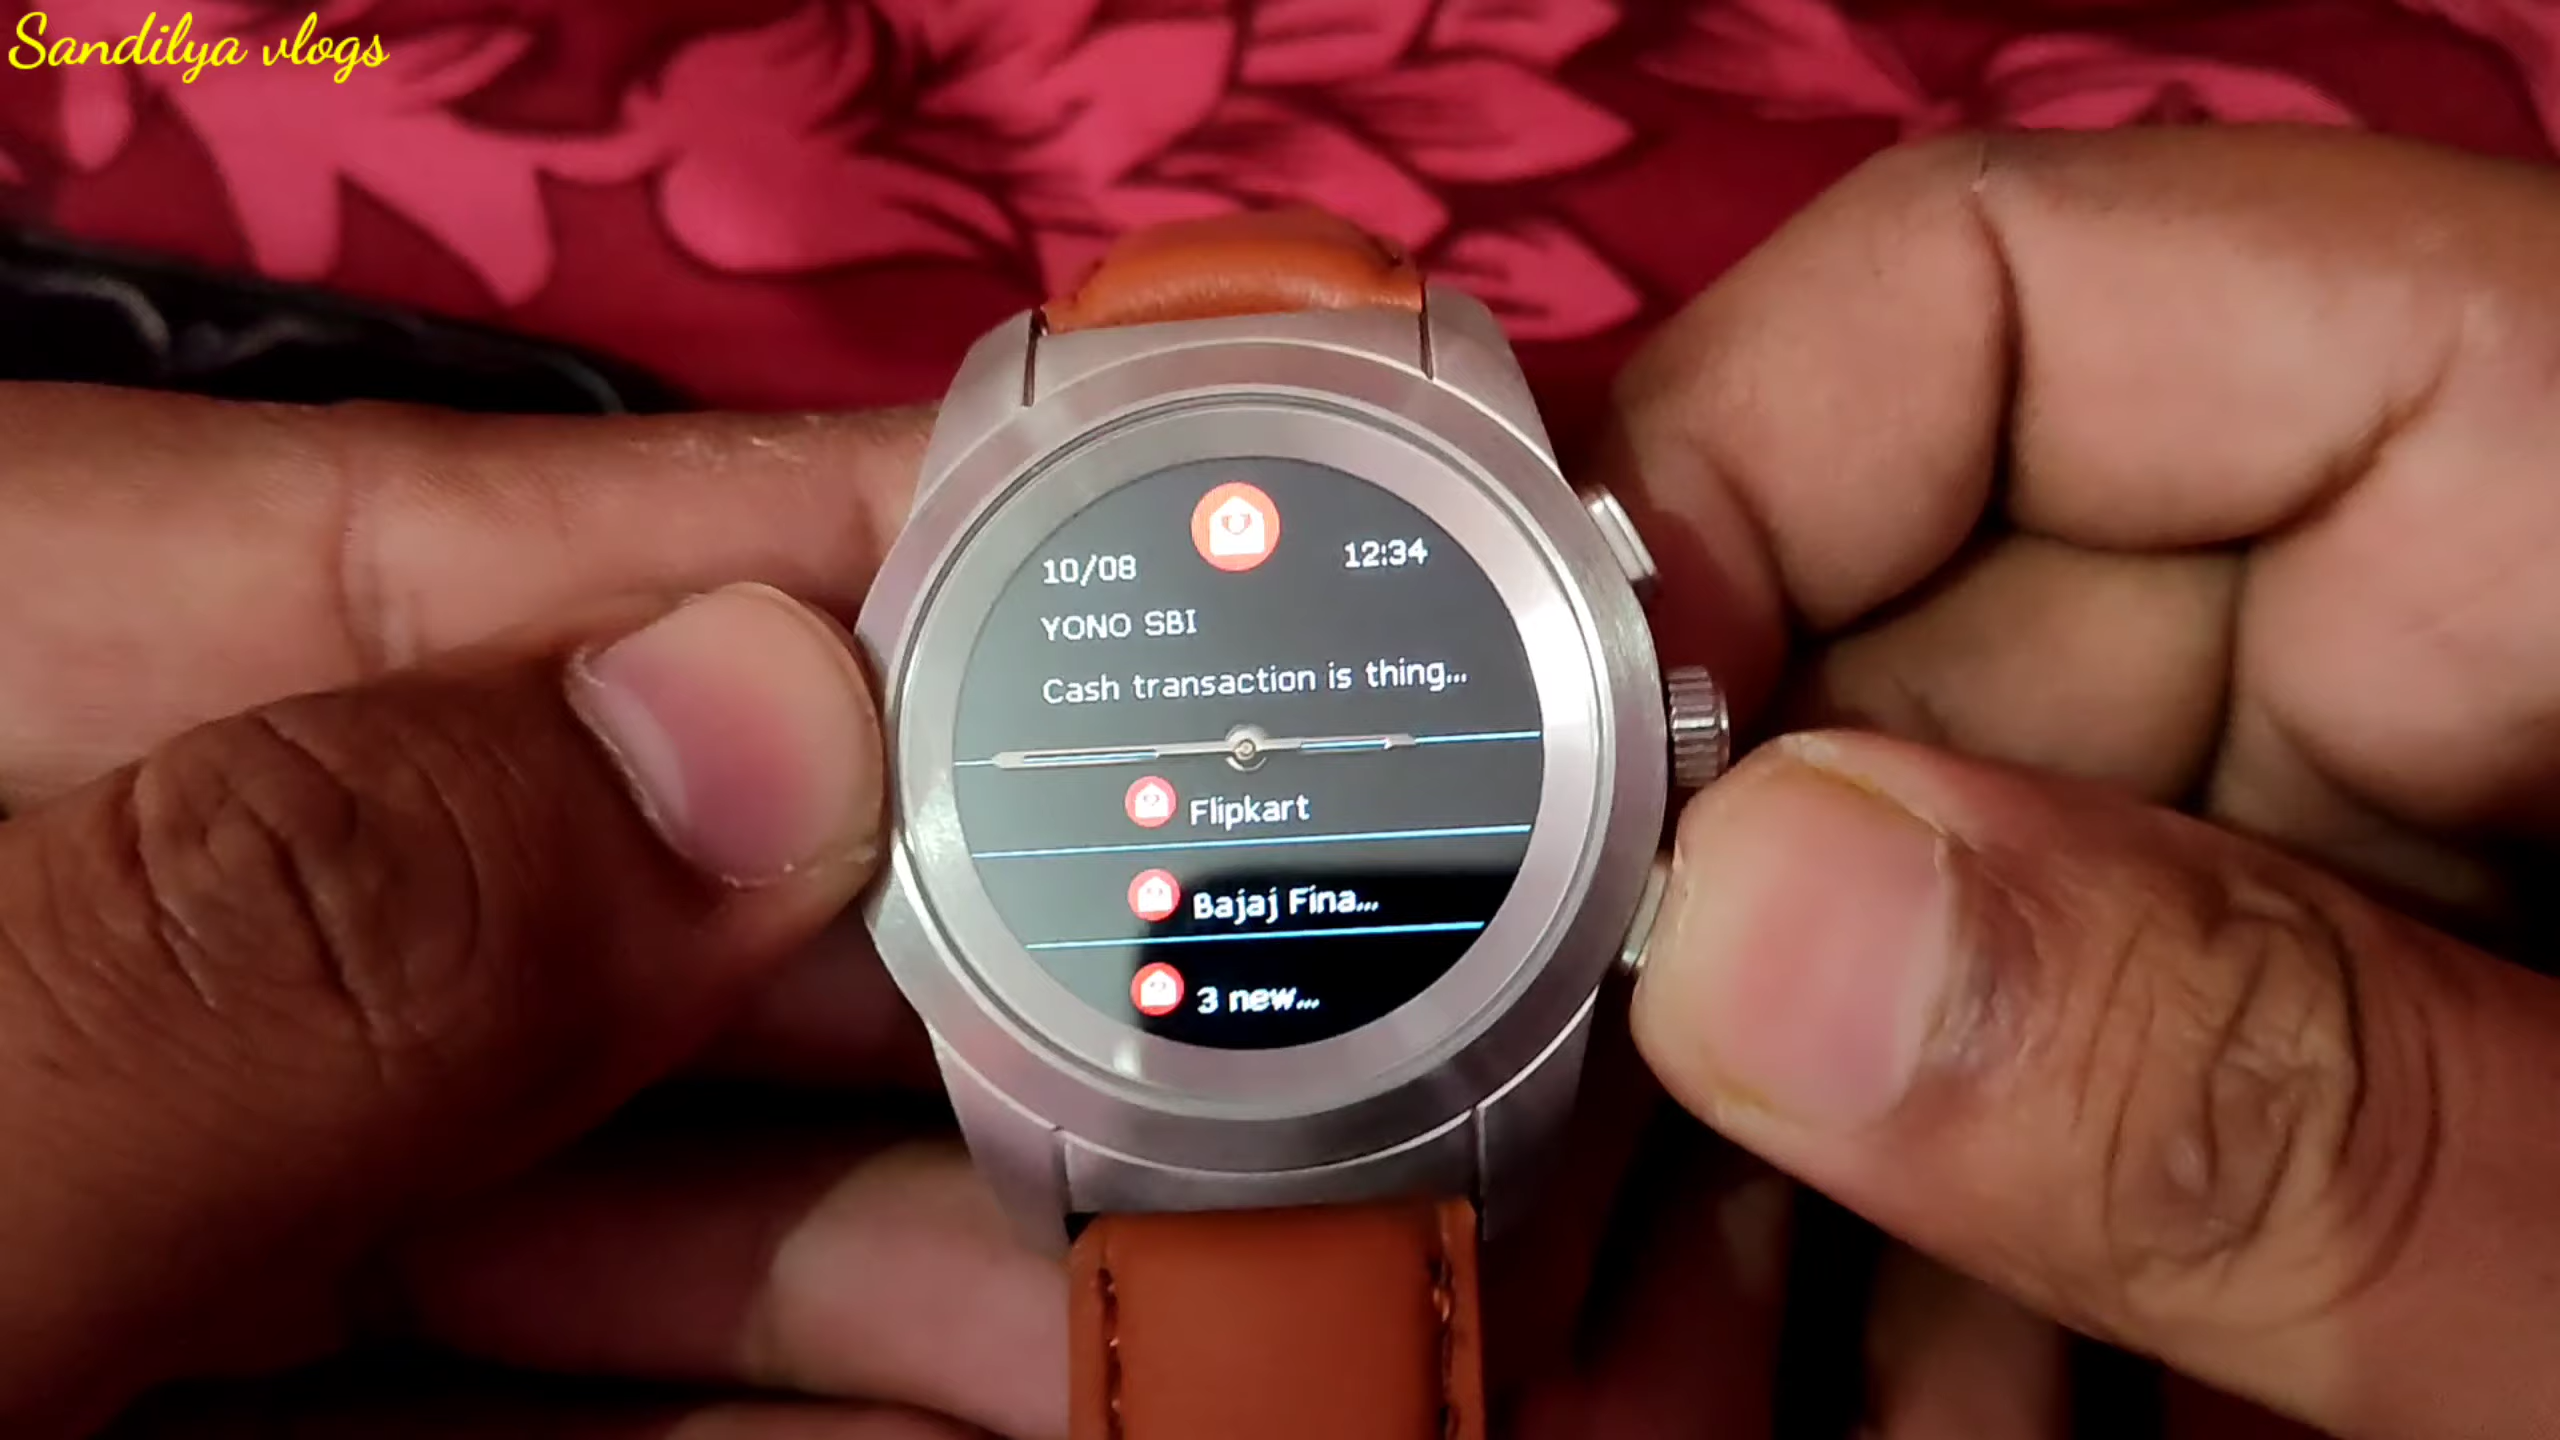 Sandilya vlogs
10/08
12:34
YONO SBI
Cash transaction is thing...
Flipkart
Bajaj Fina...
3 new...